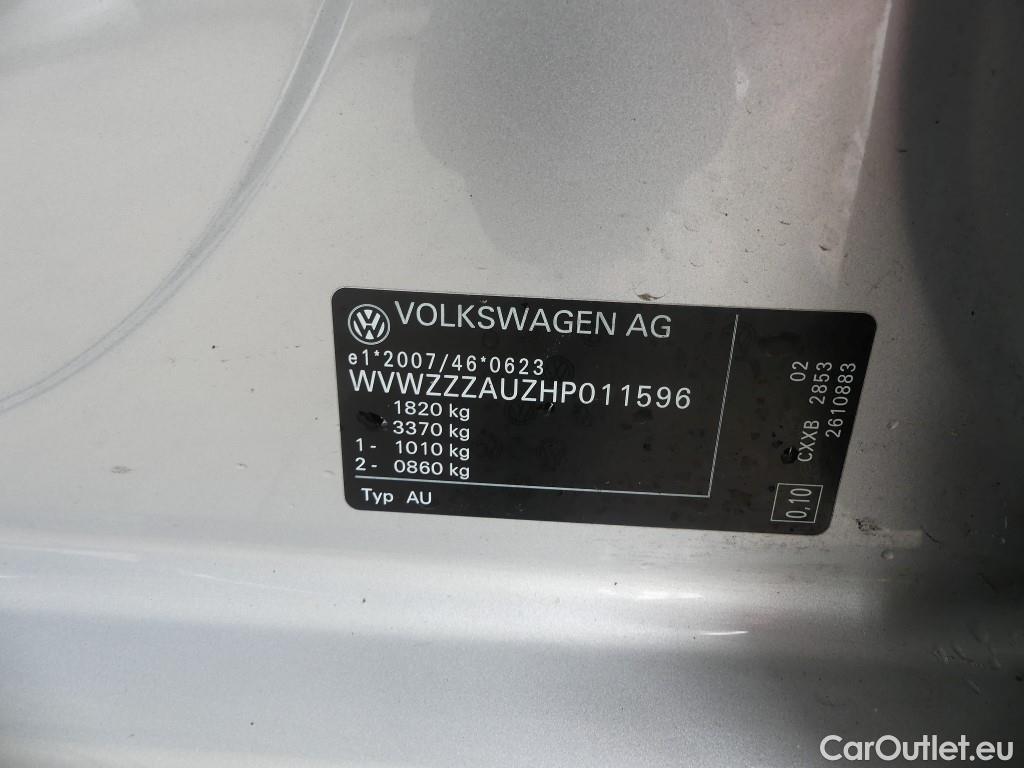 VOLKSWAGEN AG
e1*2007/46*0623
WVWZZZAUZHP011596
1820 kg
3370 kg
1- 1010 kg
2- 0860 kg
Typ AU
0,10
CXXB 2853 02
2610883
CarOutlet.eu